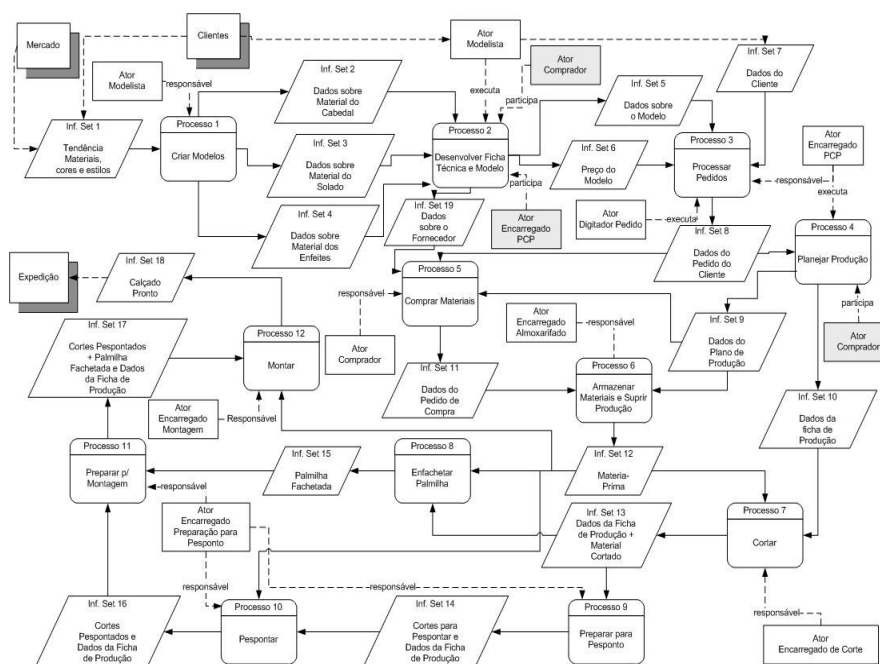 Mercado
Clientes
Ator
Modelista
Ator
Comprador
Inf. Set 7
Dados do
Cliente
Ator
Modelista
responsável
Inf. Set 2
Dados sobre
Material do
Cabedal
executa
participa
Inf. Set 5
Dados sobre
o Modelo
Inf. Set 1
Tendência
Materiais,
cores e estilos
Processo 1
Criar Modelos
Inf. Set 3
Dados sobre
Material do
Solado
Processo 2
Desenvolver Ficha
Técnica e Modelo
Inf. Set 6
Preço do
Modelo
Processo 3
Processar
Pedidos
Ator
Encarregado
PCP
responsável
executa
participa
Inf. Set 4
Dados sobre
Material dos
Enfeites
Inf. Set 19
Dados
sobre o
Fornecedor
Ator
Encarregado
PCP
Ator
Digitador Pedido
executa
Inf. Set 8
Dados do
Pedido do
Cliente
Processo 4
Planejar Produção
Expedição
Inf. Set 18
Calçado
Pronto
Processo 5
Comprar Materiais
responsável
Ator
Comprador
Ator
Encarregado
Almoxarifado
responsável
Inf. Set 9
Dados do
Plano de
Produção
participa
Ator
Comprador
Inf. Set 17
Cortes Pespontados
+ Palmilha
Fachetada e Dados
da Ficha de
Produção
Processo 12
Montar
Inf. Set 11
Dados do
Pedido de
Compra
Processo 6
Armazenar
Materiais e Suprir
Produção
Inf. Set 10
Dados da
ficha de
Produção
Ator
Encarregado
Montagem
Responsável
Processo 11
Preparar p/
Montagem
Inf. Set 15
Palmilha
Fachetada
Processo 8
Enfachetar
Palmilha
Inf. Set 12
Materia-
Prima
Processo 7
Cortar
responsável
Ator
Encarregado
Preparação para
Pesponto
Inf. Set 13
Dados da Ficha
de Produção +
Material
Cortado
responsável
responsável
Inf. Set 16
Cortes
Pespontados e
Dados da Ficha
de Produção
Processo 10
Pespontar
Inf. Set 14
Cortes para
Pespontar e
Dados da Ficha
de Produção
Processo 9
Preparar para
Pesponto
responsável
Ator
Encarregado de Corte